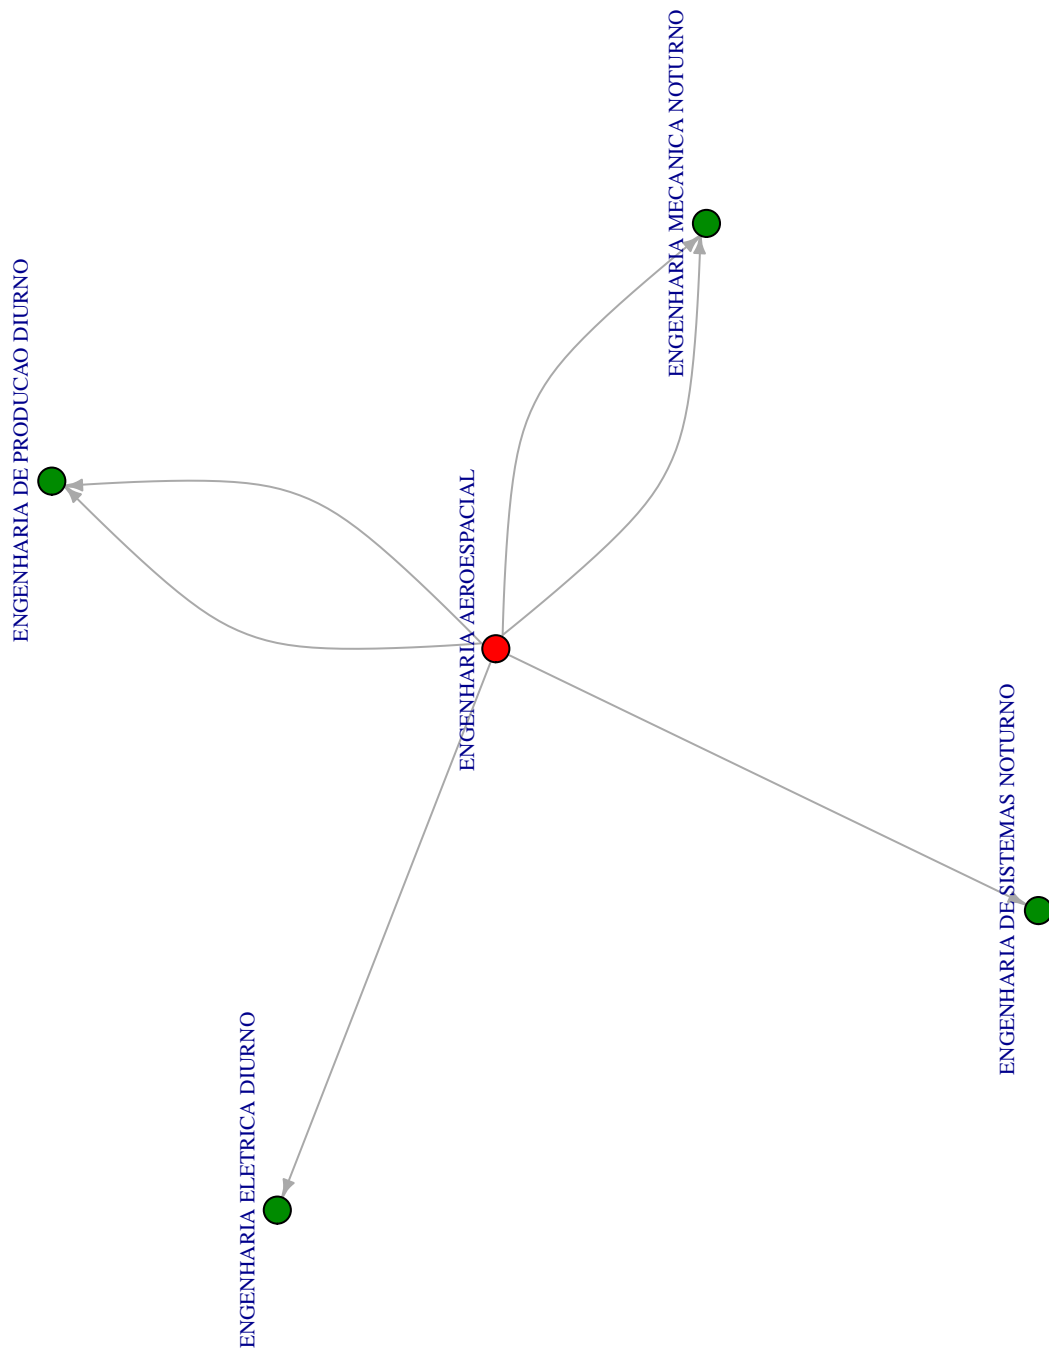 ENGENHARIA MECANICA NOTURNO
ENGENHARIA DE PRODUCAO DIURNO
ENGENHARIA AEROESPACIAL
ENGENHARIA DE SISTEMAS NOTURNO
ENGENHARIA ELETRICA DIURNO